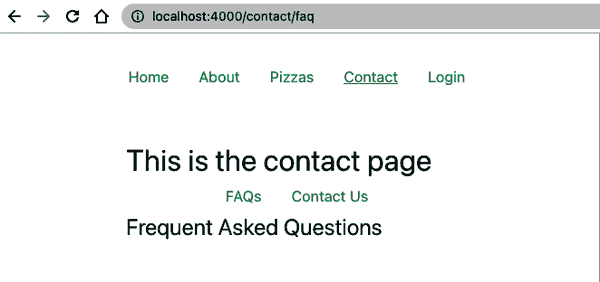 localhost:4000/contact/faq
Home About Pizzas Contact Login
This is the contact page
FAQs Contact Us
Frequent Asked Questions